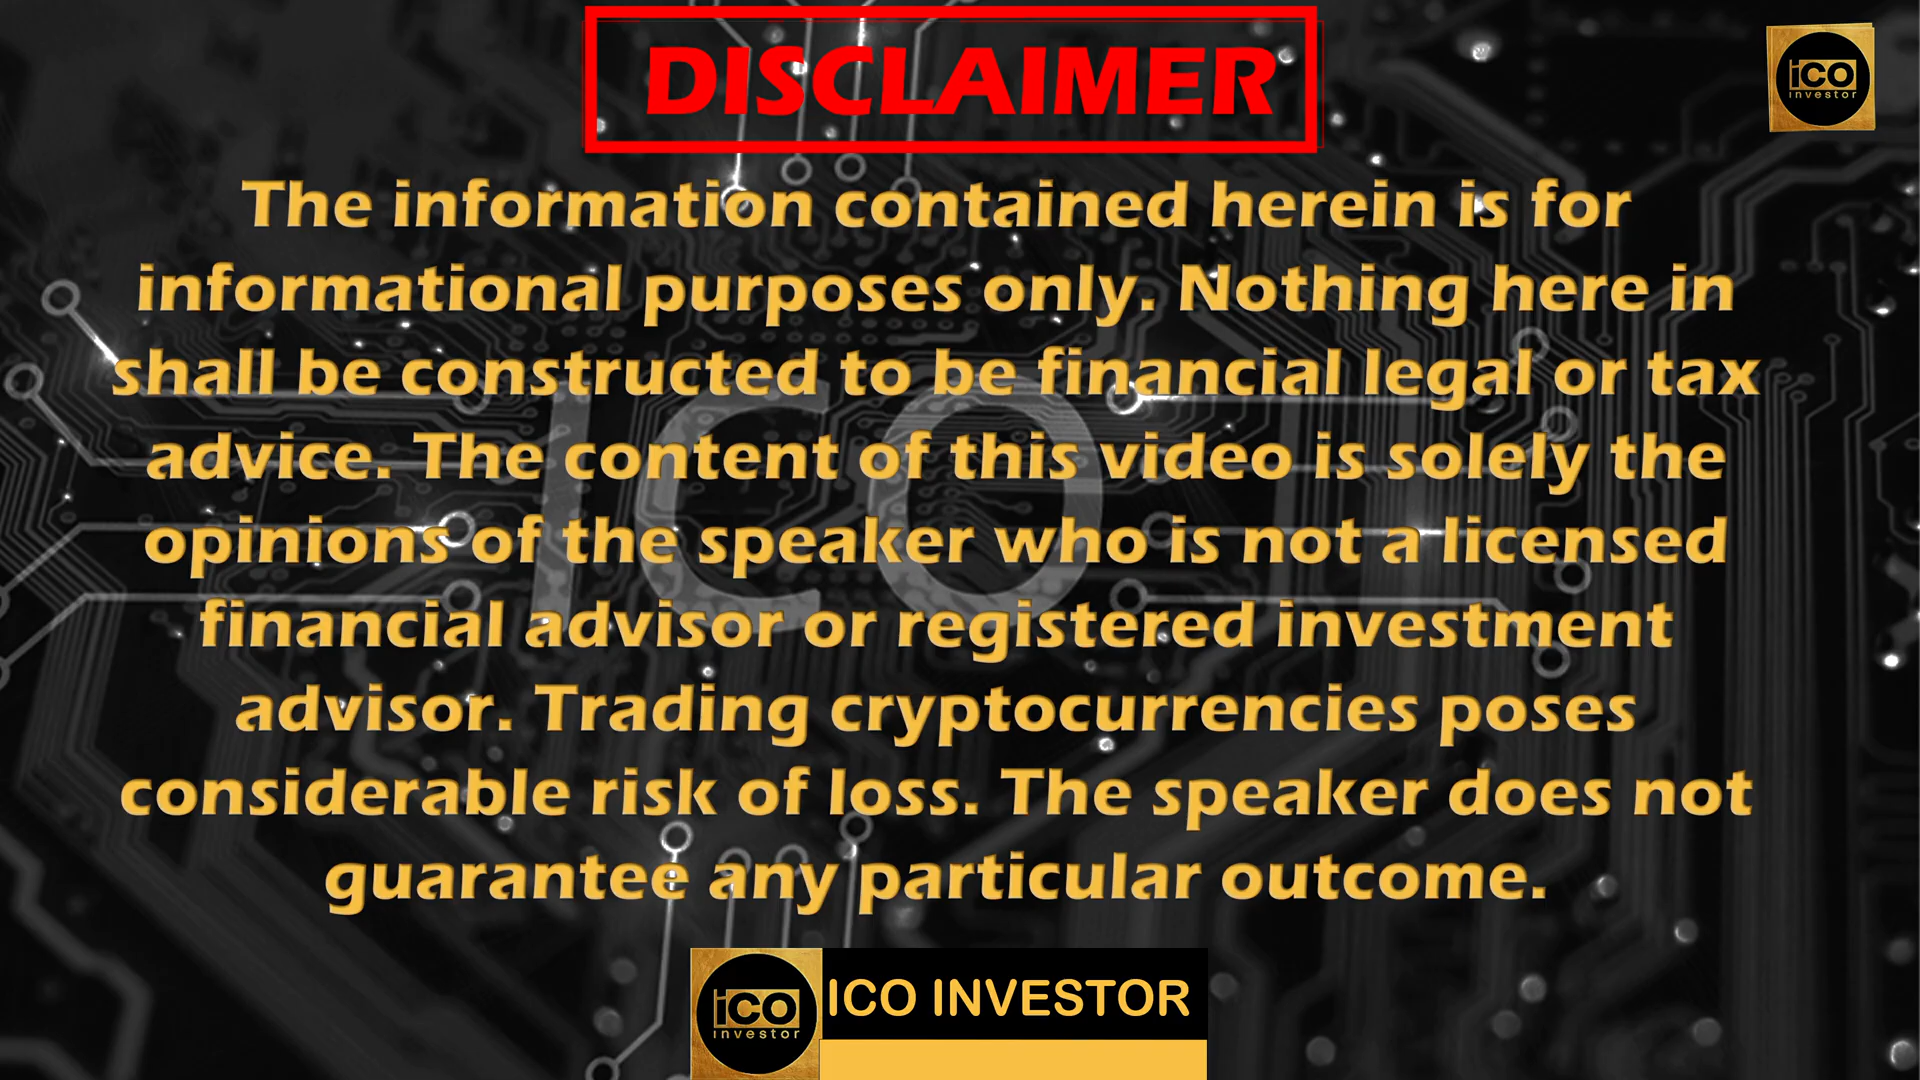 DISCLAIMER
iCO
investor
The information contained herein is for
informational purposes only. Nothing here in
shall be constructed to be financial legal or tax
advice. The content of this video is solely the
opinions of the speaker who is not a licensed
financial advisor or registered investment
advisor. Trading cryptocurrencies poses
considerable risk of loss. The speaker does not
guarantee any particular outcome.
ICO
iCO
investor
ICO INVESTOR